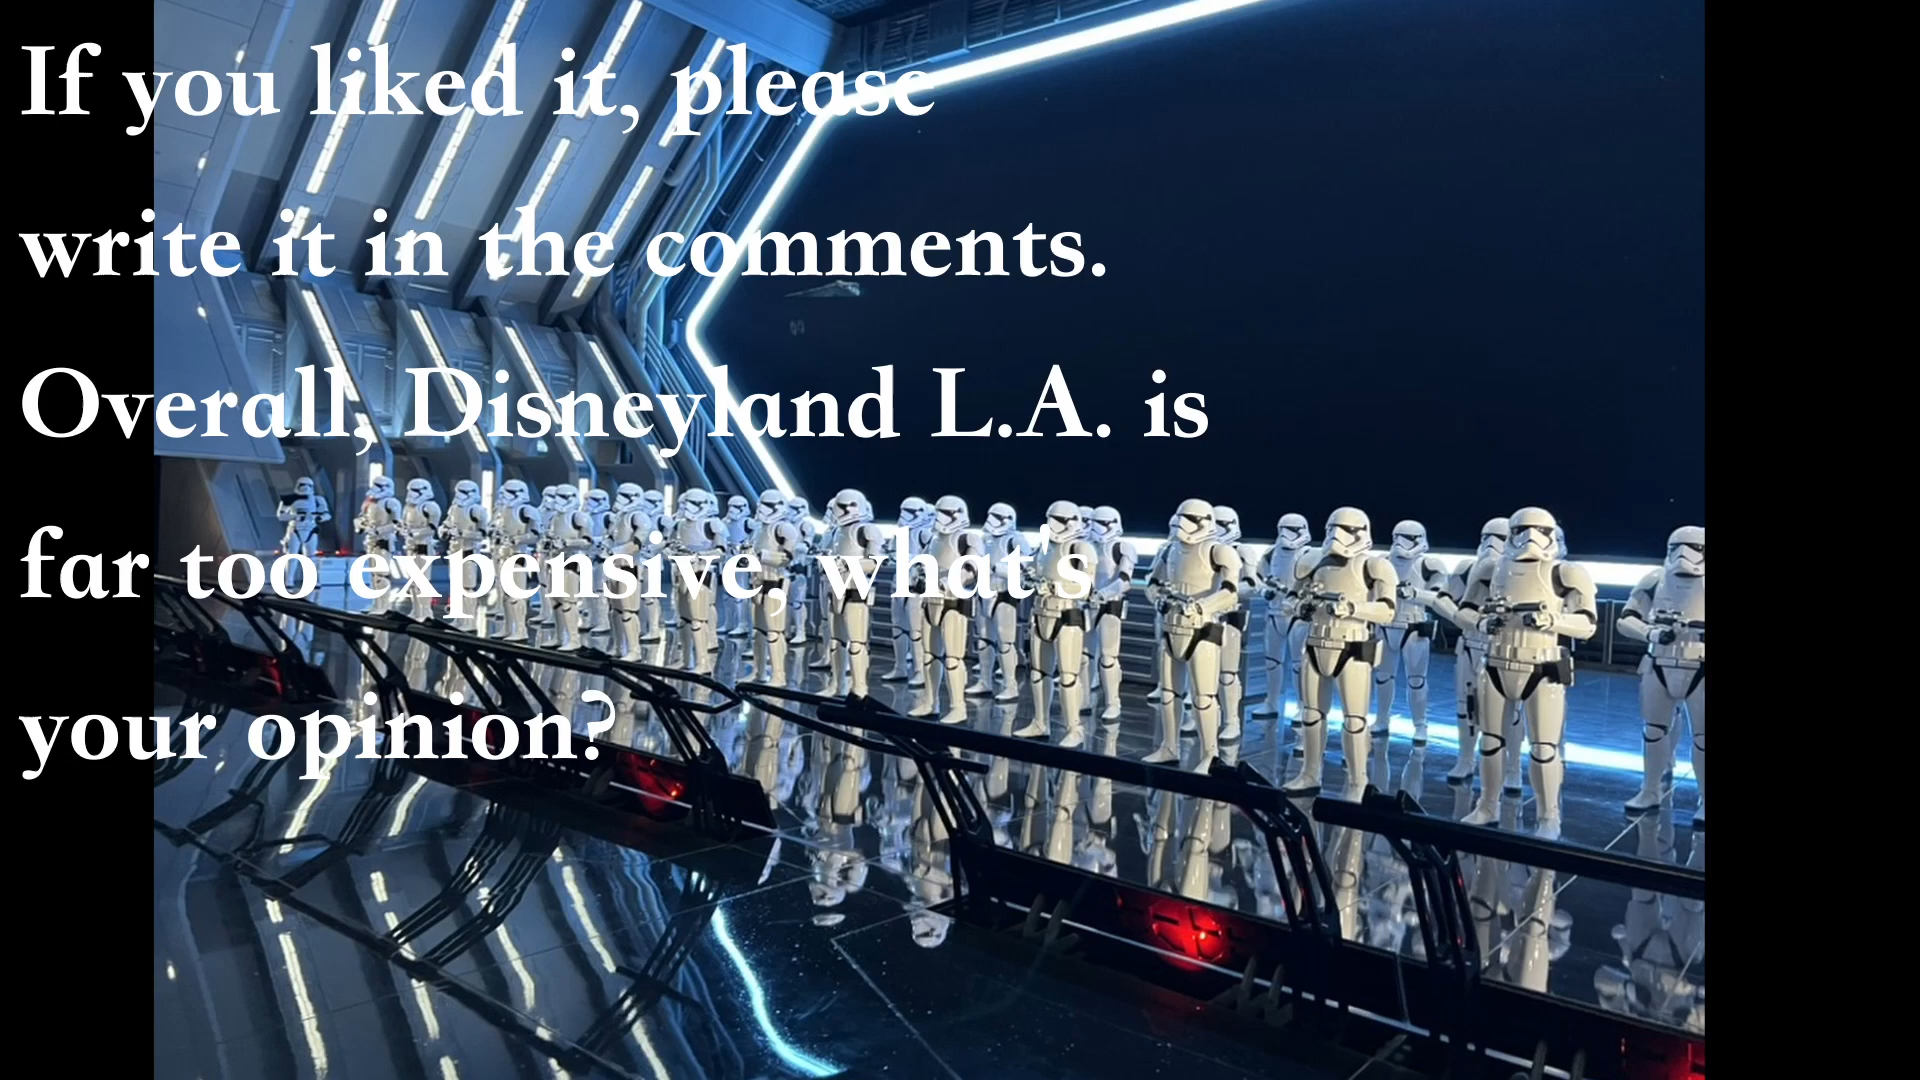 If you liked it, please
write it in the comments.
Overall, Disneyland L.A. is
far too expensive, what's
your opinion?